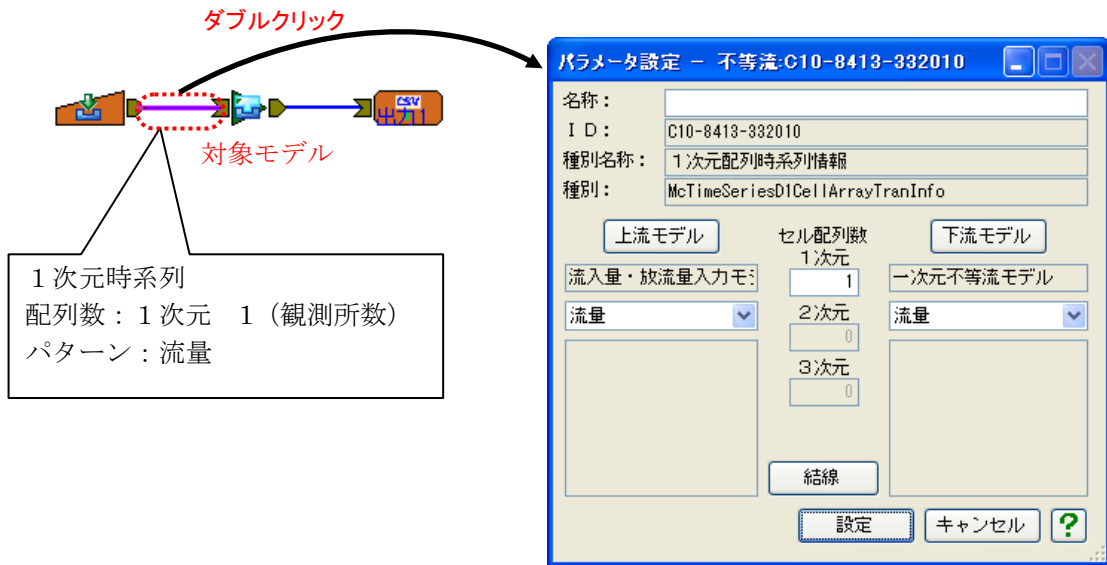 ダブルクリック
対象モデル
CSV
出力1
１次元時系列
配列数：１次元　１（観測所数）
パターン：流量
パラメータ設定 － 不等流:C10-8413-332010
名称：
ＩＤ： C10-8413-332010
種別名称： １次元配列時系列情報
種別： McTimeSeriesD1CellArrayTranInfo
上流モデル セル配列数 下流モデル
１次元
流入量・放流量入力モ 1 一次元不等流モデル
流量 ２次元 流量
0
３次元
0
結線
設定 キャンセル ?